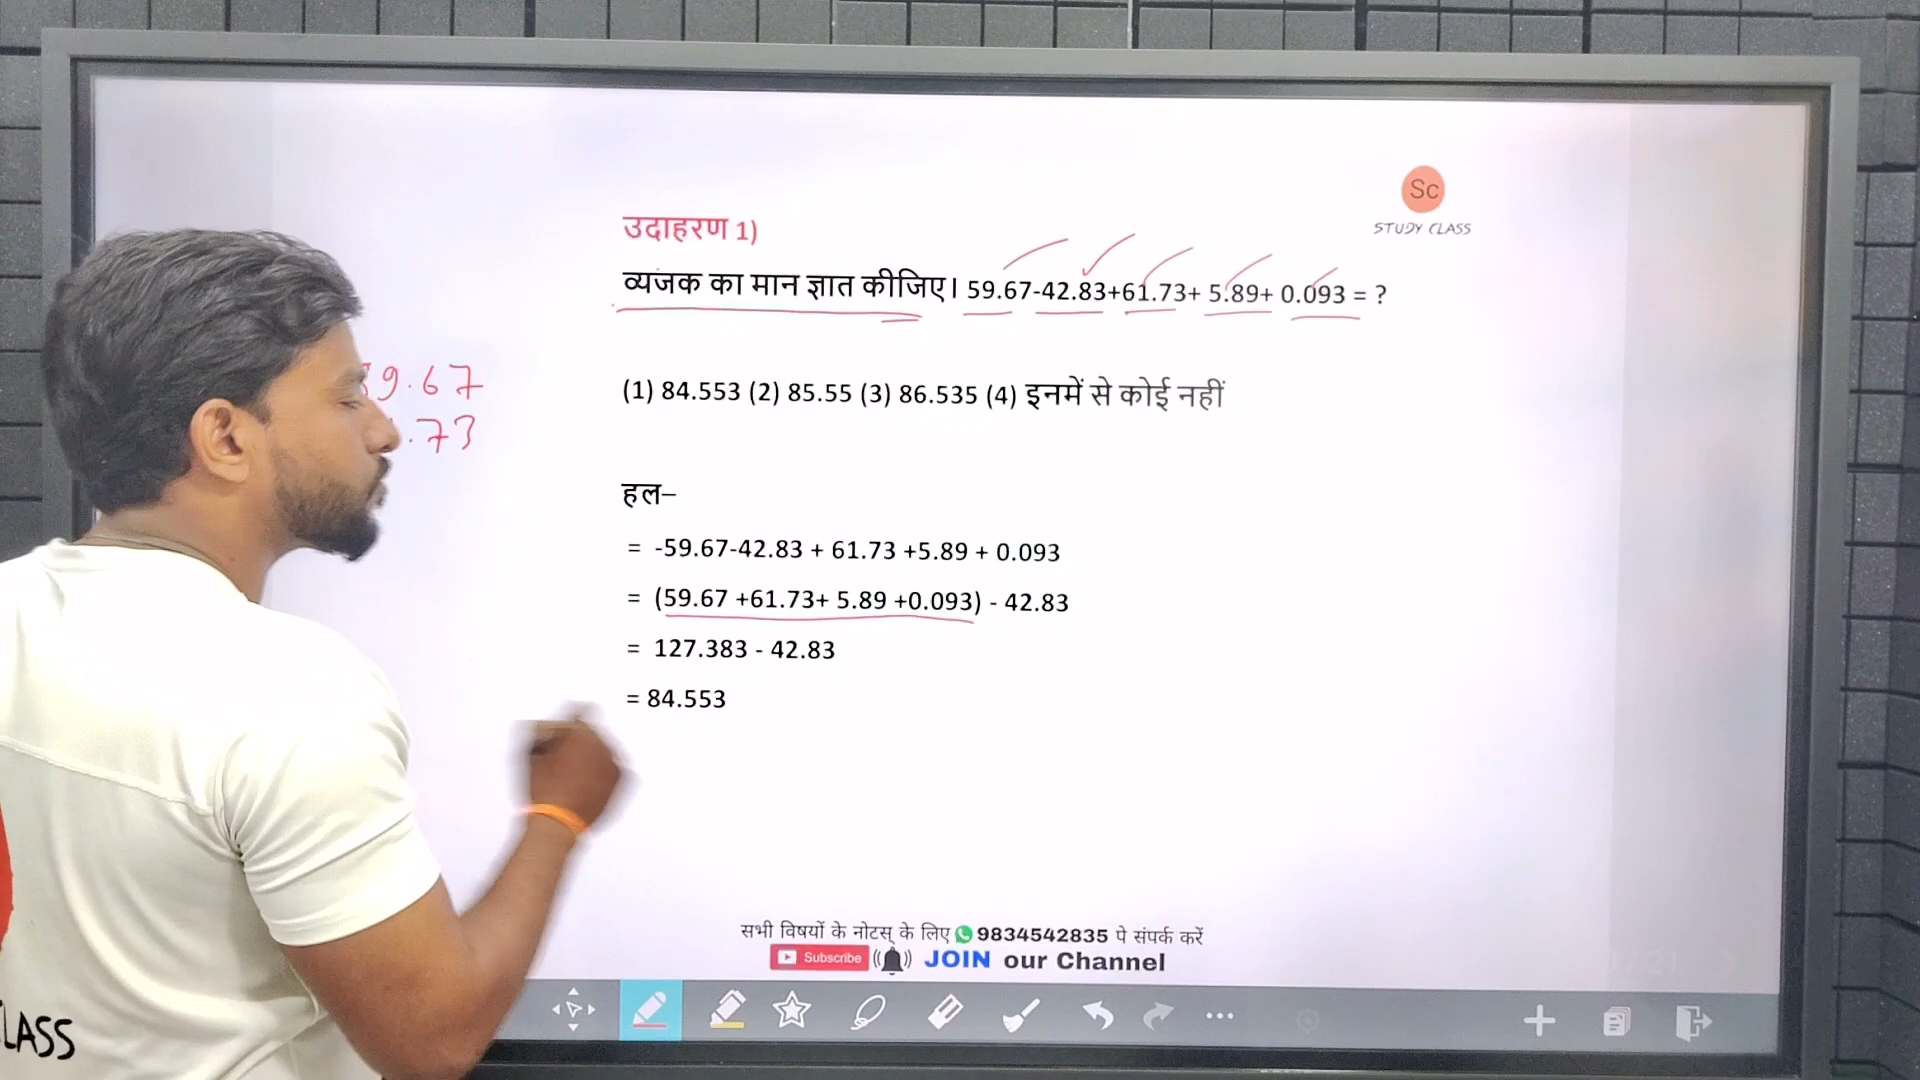 Sc
STUDY CLASS
उदाहरण 1)
व्यजक का मान ज्ञात कीजिए। 59.67-42.83+61.73+ 5.89+ 0.093 = ?
9.67
.73
(1) 84.553 (2) 85.55 (3) 86.535 (4) इनमें से कोई नहीं
हल–
= -59.67-42.83 + 61.73 +5.89 + 0.093
= (59.67 +61.73+ 5.89 +0.093) - 42.83
= 127.383 - 42.83
= 84.553
सभी विषयों के नोटस् के लिए 9834542835 पे संपर्क करें
Subscribe JOIN our Channel
LASS